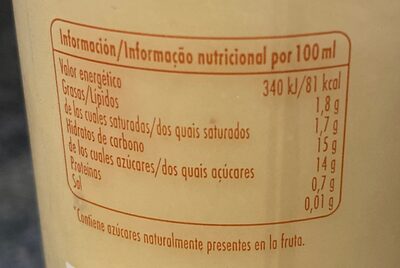 Información/Informação nutricional por 100 ml
Valor energético 340 kJ/81 kcal
Grasas/Lípidos 1,8 g
de las cuales saturadas/dos quais saturados 1,7 g
Hidratos de carbono 15 g
de los cuales azúcares/dos quais açúcares 14 g
Proteínas 0,7 g
Sal 0,01 g
*Contiene azúcares naturalmente presentes en la fruta.